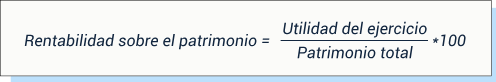 Rentabilidad sobre el patrimonio = Utilidad del ejercicio
Patrimonio total *100